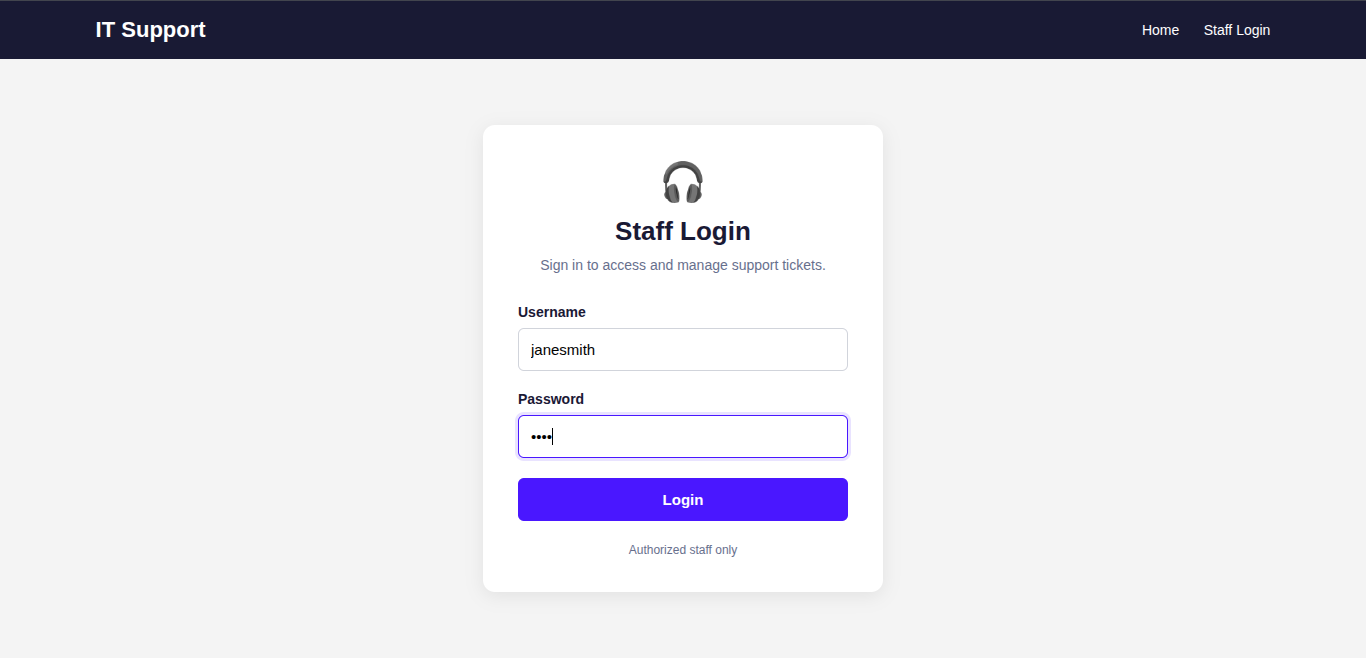 IT Support
Home Staff Login
Staff Login
Sign in to access and manage support tickets.
Username
janesmith
Password
••••
Login
Authorized staff only